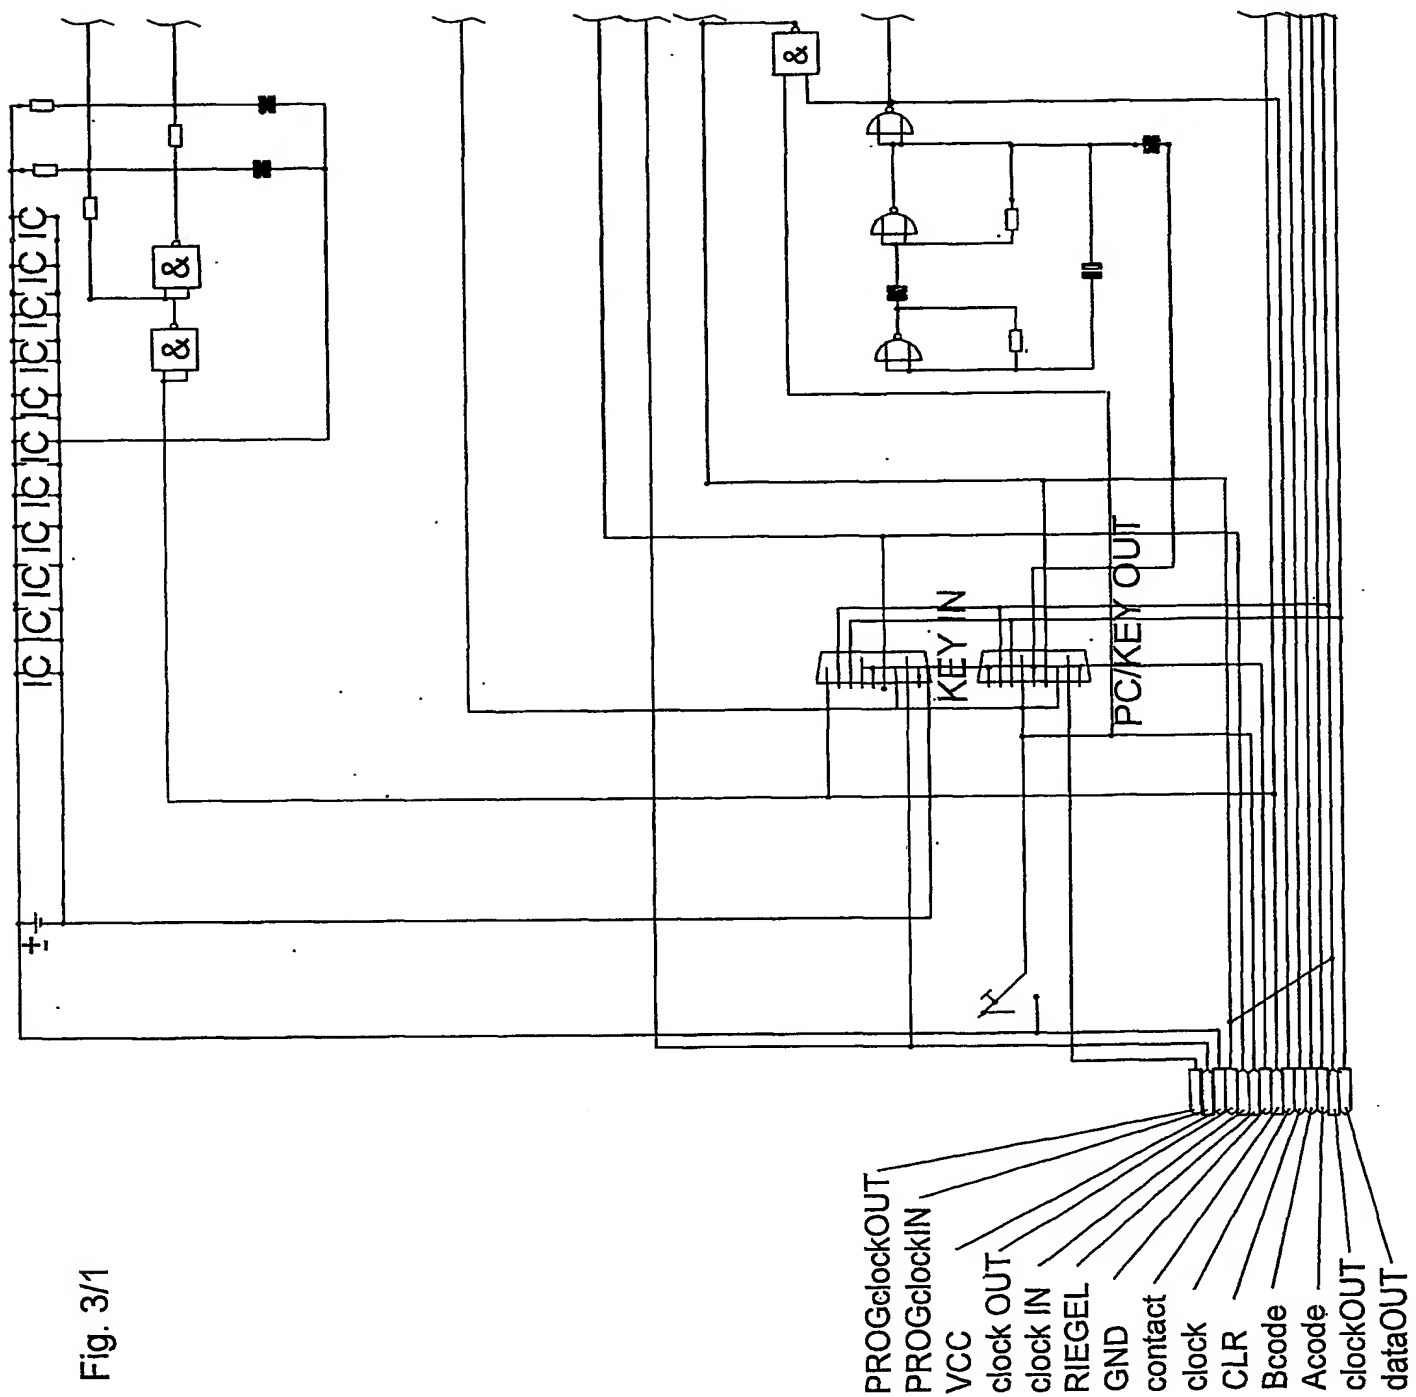 +
-
IC IC IC IC IC IC IC IC IC IC IC
Fig. 3/1
&
&
&
KEY IN
PC/KEY OUT
PROGclockOUT
PROGclockIN
VCC
clock OUT
clock IN
RIEGEL
GND
contact
clock
CLR
Bcode
Acode
clockOUT
dataOUT